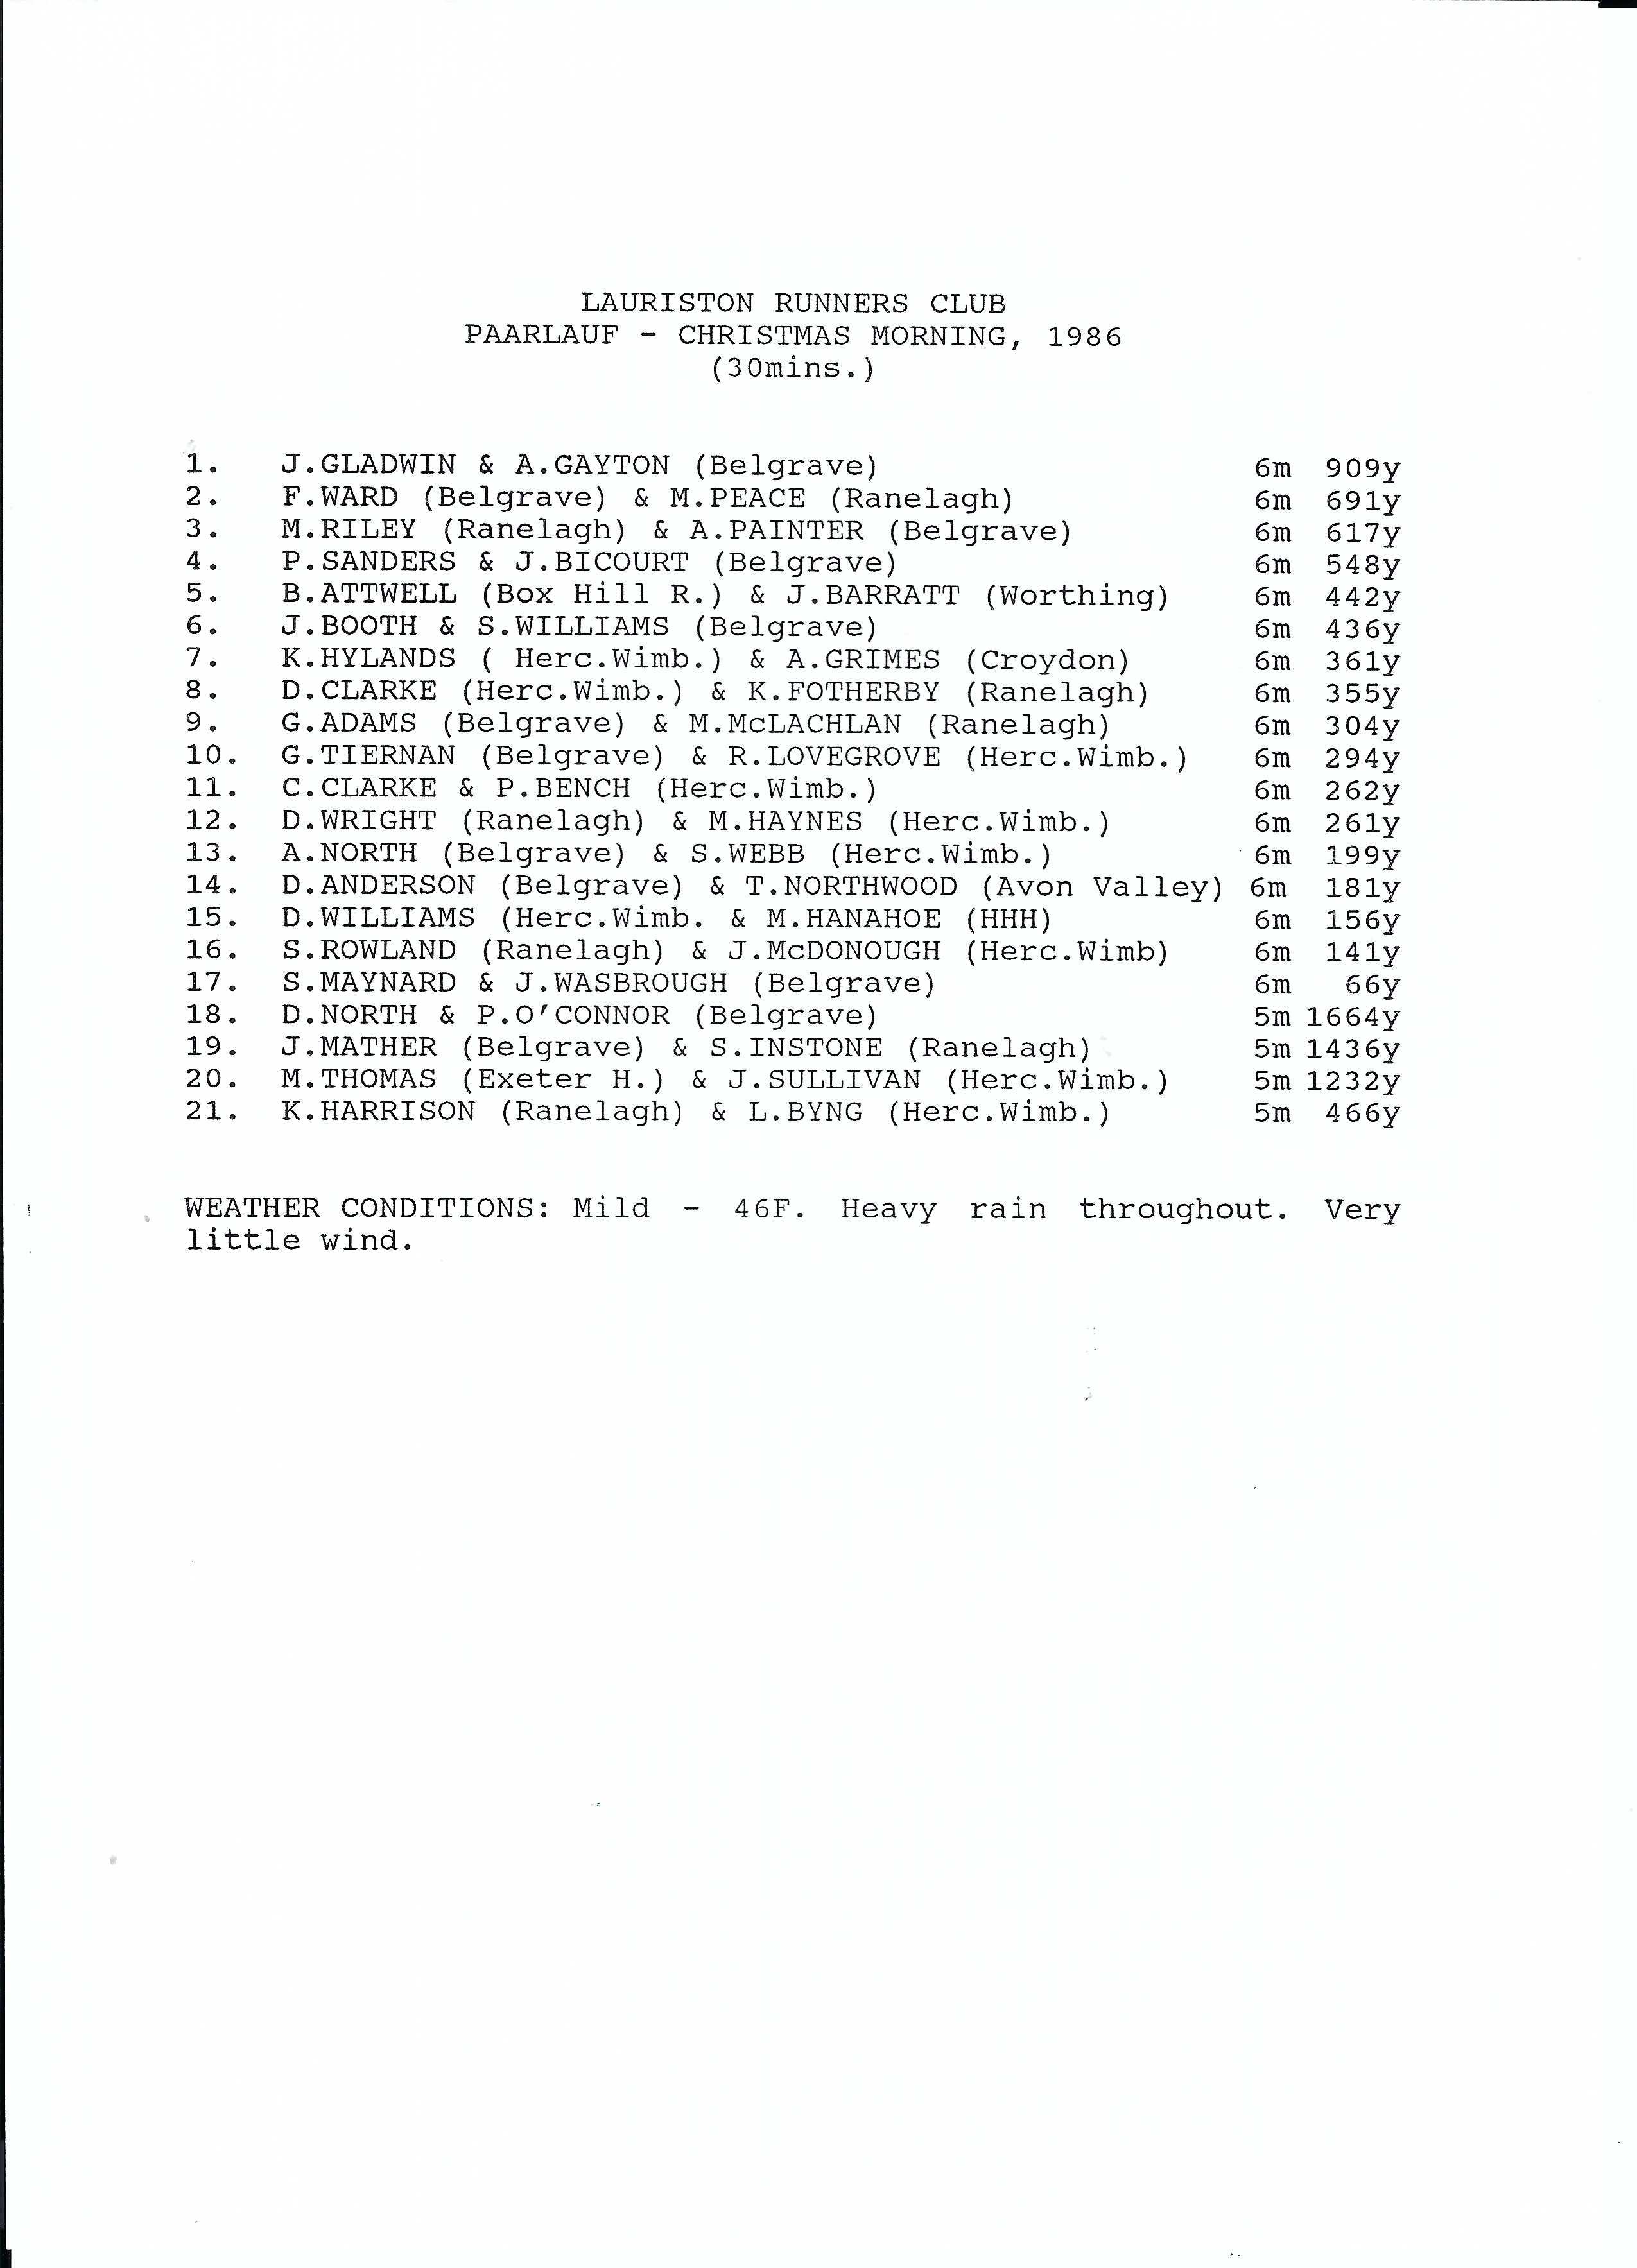 LAURISTON RUNNERS CLUB
PAARLAUF - CHRISTMAS MORNING, 1986
(30mins.)
1. J.GLADWIN & A.GAYTON (Belgrave) 6m 909y
2. F.WARD (Belgrave) & M.PEACE (Ranelagh) 6m 691y
3. M.RILEY (Ranelagh) & A.PAINTER (Belgrave) 6m 617y
4. P.SANDERS & J.BICOURT (Belgrave) 6m 548y
5. B.ATTWELL (Box Hill R.) & J.BARRATT (Worthing) 6m 442y
6. J.BOOTH & S.WILLIAMS (Belgrave) 6m 436y
7. K.HYLANDS ( Herc.Wimb.) & A.GRIMES (Croydon) 6m 361y
8. D.CLARKE (Herc.Wimb.) & K.FOTHERBY (Ranelagh) 6m 355y
9. G.ADAMS (Belgrave) & M.McLACHLAN (Ranelagh) 6m 304y
10. G.TIERNAN (Belgrave) & R.LOVEGROVE (Herc.Wimb.) 6m 294y
11. C.CLARKE & P.BENCH (Herc.Wimb.) 6m 262y
12. D.WRIGHT (Ranelagh) & M.HAYNES (Herc.Wimb.) 6m 261y
13. A.NORTH (Belgrave) & S.WEBB (Herc.Wimb.) 6m 199y
14. D.ANDERSON (Belgrave) & T.NORTHWOOD (Avon Valley) 6m 181y
15. D.WILLIAMS (Herc.Wimb. & M.HANAHOE (HHH) 6m 156y
16. S.ROWLAND (Ranelagh) & J.McDONOUGH (Herc.Wimb) 6m 141y
17. S.MAYNARD & J.WASBROUGH (Belgrave) 6m 66y
18. D.NORTH & P.O'CONNOR (Belgrave) 5m 1664y
19. J.MATHER (Belgrave) & S.INSTONE (Ranelagh) 5m 1436y
20. M.THOMAS (Exeter H.) & J.SULLIVAN (Herc.Wimb.) 5m 1232y
21. K.HARRISON (Ranelagh) & L.BYNG (Herc.Wimb.) 5m 466y
WEATHER CONDITIONS: Mild - 46F. Heavy rain throughout. Very
little wind.